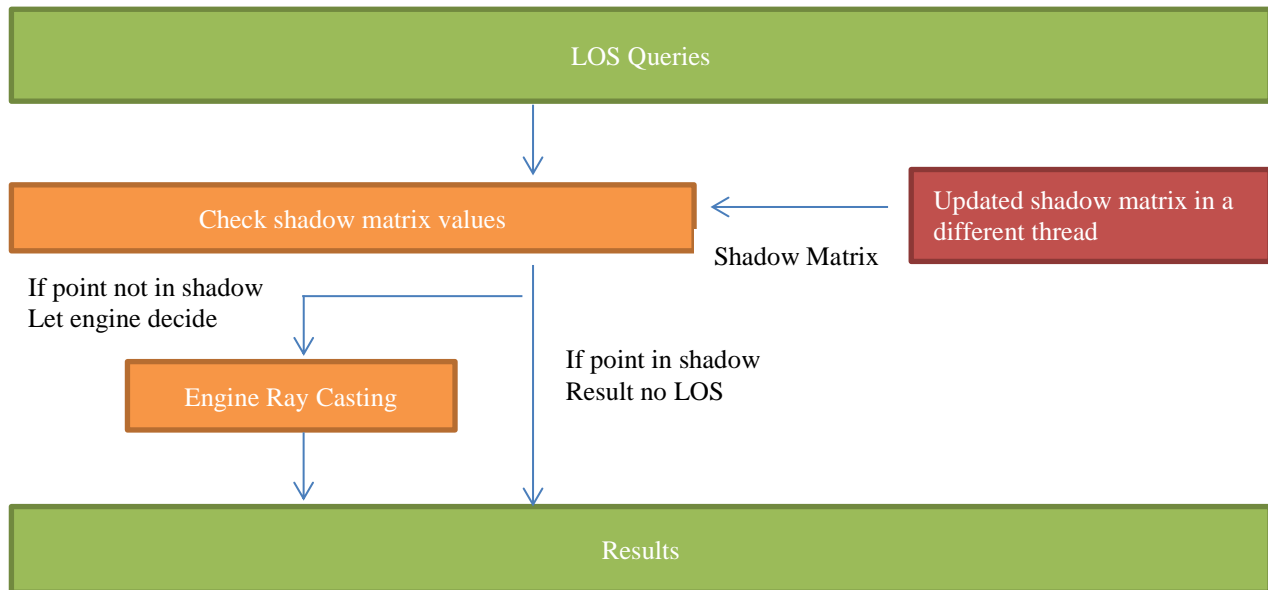 LOS Queries
Check shadow matrix values
Updated shadow matrix in a
different thread
Shadow Matrix
If point not in shadow
Let engine decide
If point in shadow
Result no LOS
Engine Ray Casting
Results